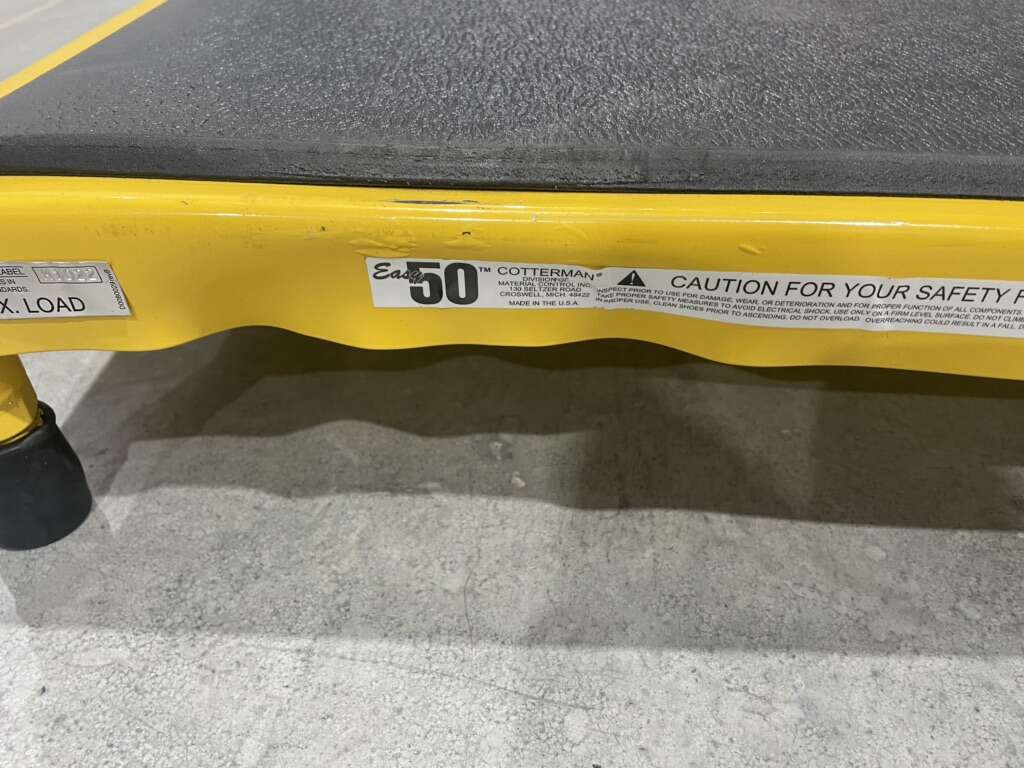 ABEL
S IN
NDARDS.
X. LOAD
Easy 50™
COTTERMAN®
DIVISION OF
MATERIAL CONTROL INC.
130 SELTZER ROAD
CROSWELL, MICH. 48422
MADE IN THE U.S.A.
CAUTION FOR YOUR SAFETY P
INSPECT PRIOR TO USE FOR DAMAGE, WEAR, OR DETERIORATION AND FOR PROPER FUNCTION OF ALL COMPONENTS.
TAKE PROPER SAFETY MEASURES TO AVOID ELECTRICAL SHOCK. USE ONLY ON A FIRM LEVEL SURFACE. DO NOT CLIMB
USE. CLEAN SHOES PRIOR TO ASCENDING. DO NOT OVERLOAD. OVERREACHING COULD RESULT IN A FALL. D